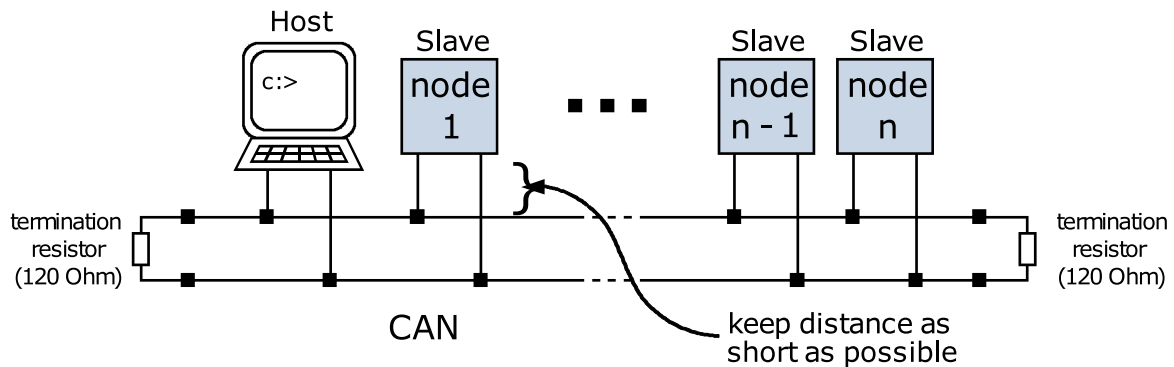 Host
c:>
Slave
node
1
Slave
node
n - 1
Slave
node
n
termination
resistor
(120 Ohm)
termination
resistor
(120 Ohm)
CAN
keep distance as
short as possible